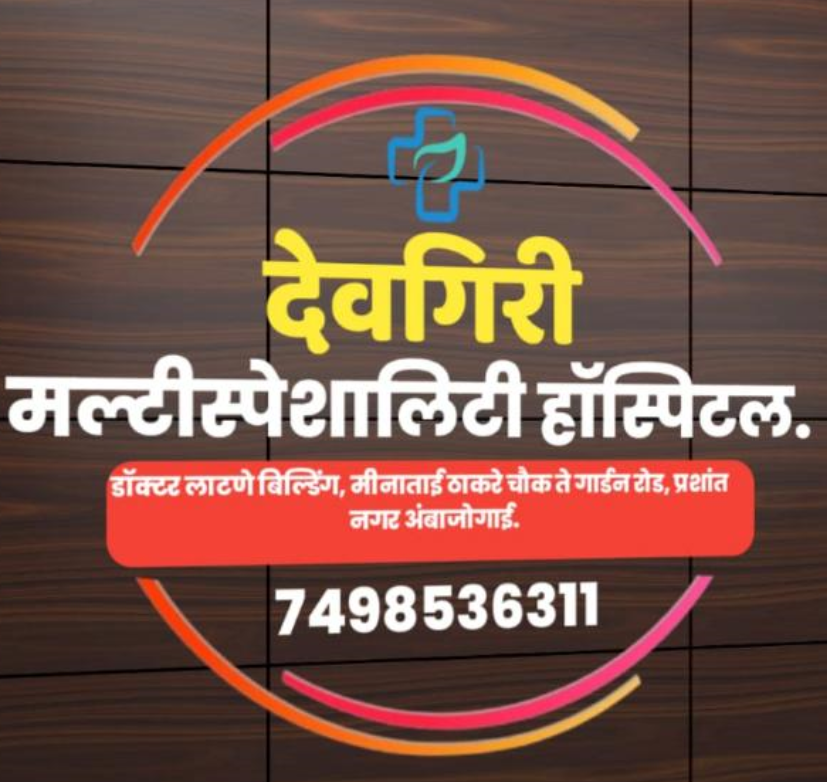 देवगिरी
मल्टीस्पेशालिटी हॉस्पिटल.
डॉक्टर लाटणे बिल्डिंग, मीनाताई ठाकरे चौक ते गार्डन रोड, प्रशांत
नगर अंबाजोगाई.
7498536311